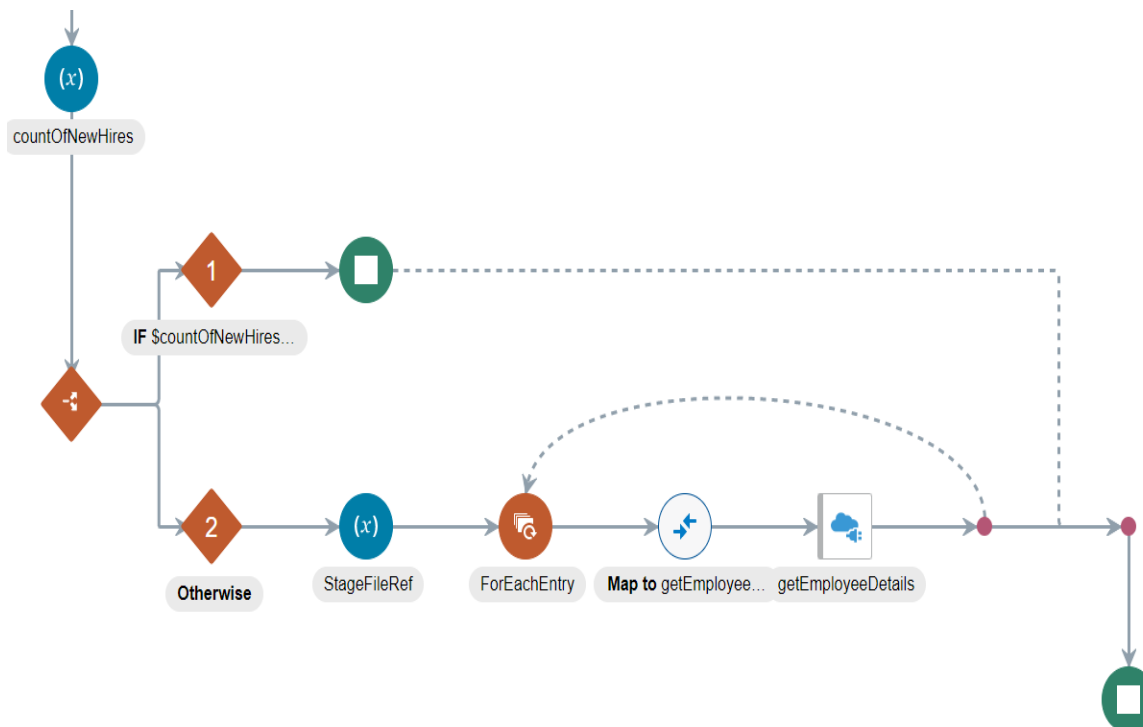 (x)
countOfNewHires
1
IF $countOfNewHires...
2
Otherwise
(x)
StageFileRef
ForEachEntry
Map to getEmployee...
getEmployeeDetails